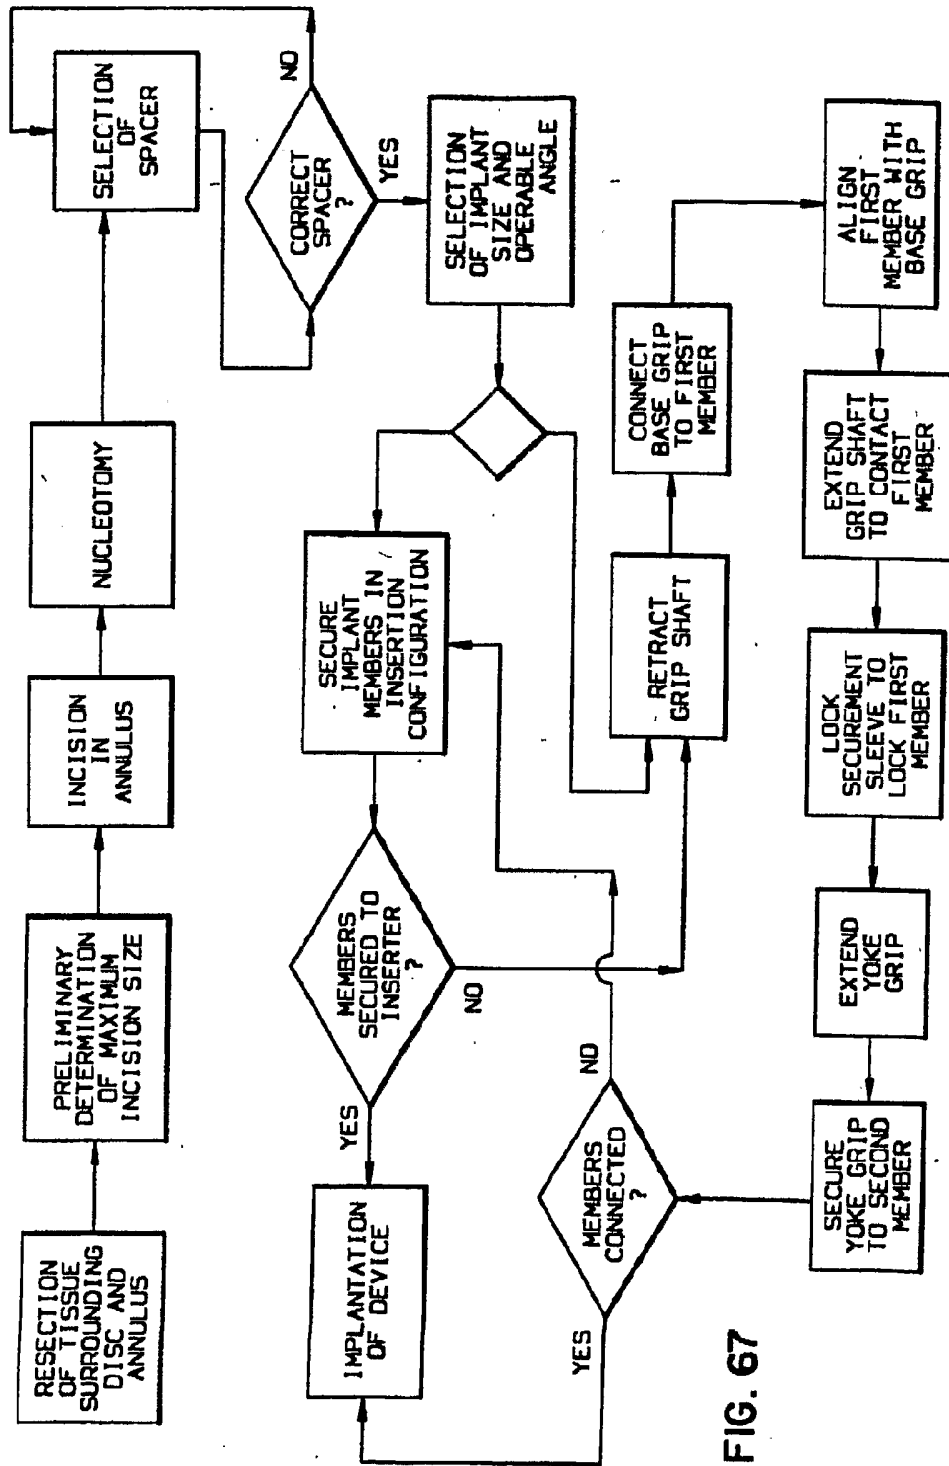 RESECTION
OF TISSUE
SURROUNDING
DISC AND
ANNULUS
PRELIMINARY
DETERMINATION
OF MAXIMUM
INCISION SIZE
INCISION
IN
ANNULUS
NUCLEOTOMY
SELECTION
OF
SPACER
CORRECT
SPACER
?
NO
YES
SELECTION
OF IMPLANT
SIZE AND
OPERABLE
ANGLE
SECURE
IMPLANT
MEMBERS IN
INSERTION
CONFIGURATION
MEMBERS
SECURED TO
INSERTER
?
YES
NO
IMPLANTATION
OF DEVICE
RETRACT
GRIP SHAFT
CONNECT
BASE GRIP
TO FIRST
MEMBER
ALIGN
FIRST
MEMBER WITH
BASE GRIP
EXTEND
GRIP SHAFT
TO CONTACT
FIRST
MEMBER
LOCK
SECUREMENT
SLEEVE TO
LOCK FIRST
MEMBER
EXTEND
YOKE
GRIP
SECURE
YOKE GRIP
TO SECOND
MEMBER
MEMBERS
CONNECTED
?
NO
YES
FIG. 67